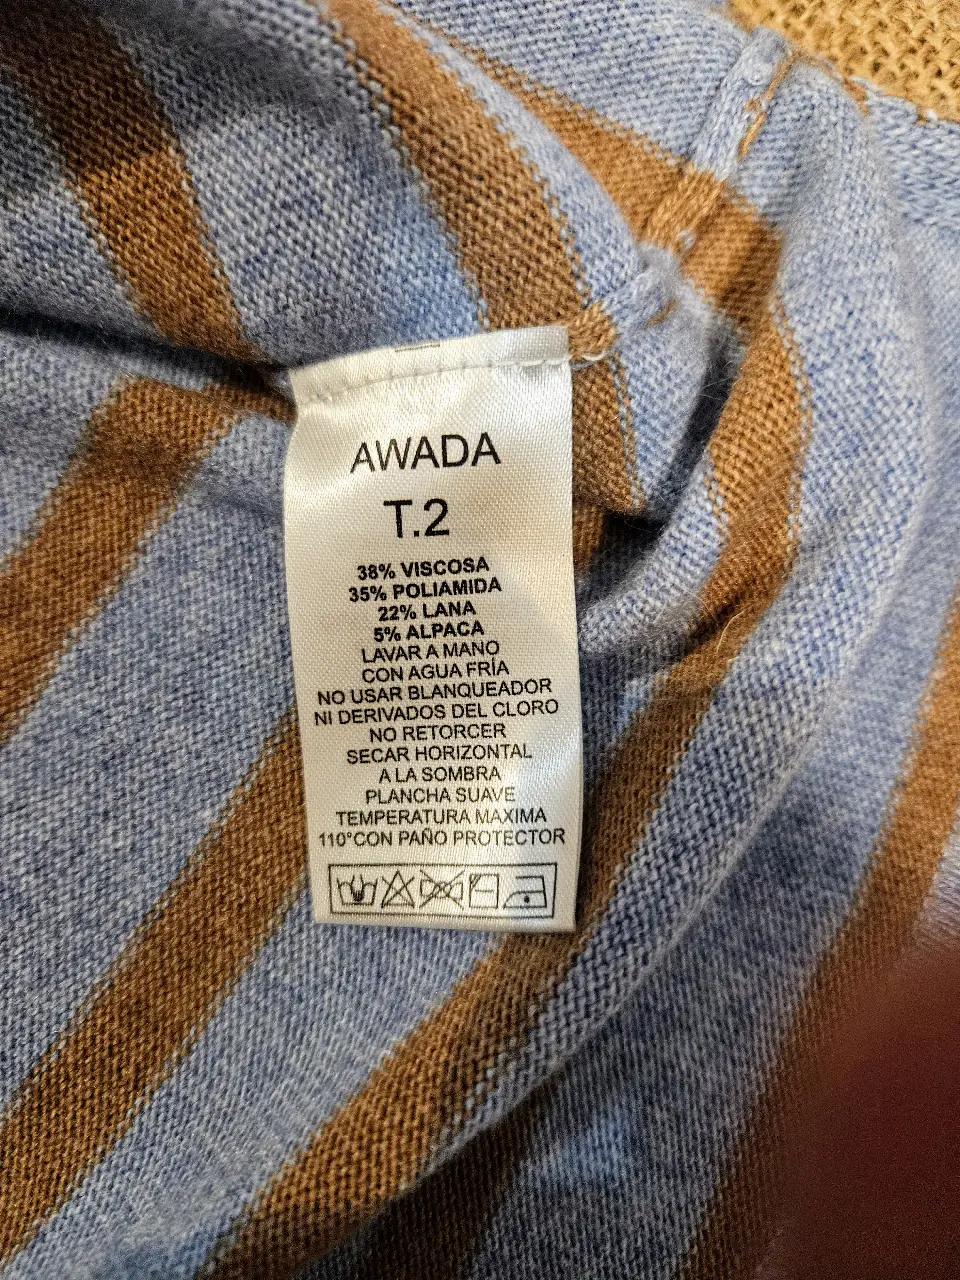 AWADA
T.2
38% VISCOSA
35% POLIAMIDA
22% LANA
5% ALPACA
LAVAR A MANO
CON AGUA FRÍA
NO USAR BLANQUEADOR
NI DERIVADOS DEL CLORO
NO RETORCER
SECAR HORIZONTAL
A LA SOMBRA
PLANCHA SUAVE
TEMPERATURA MAXIMA
110°CON PAÑO PROTECTOR